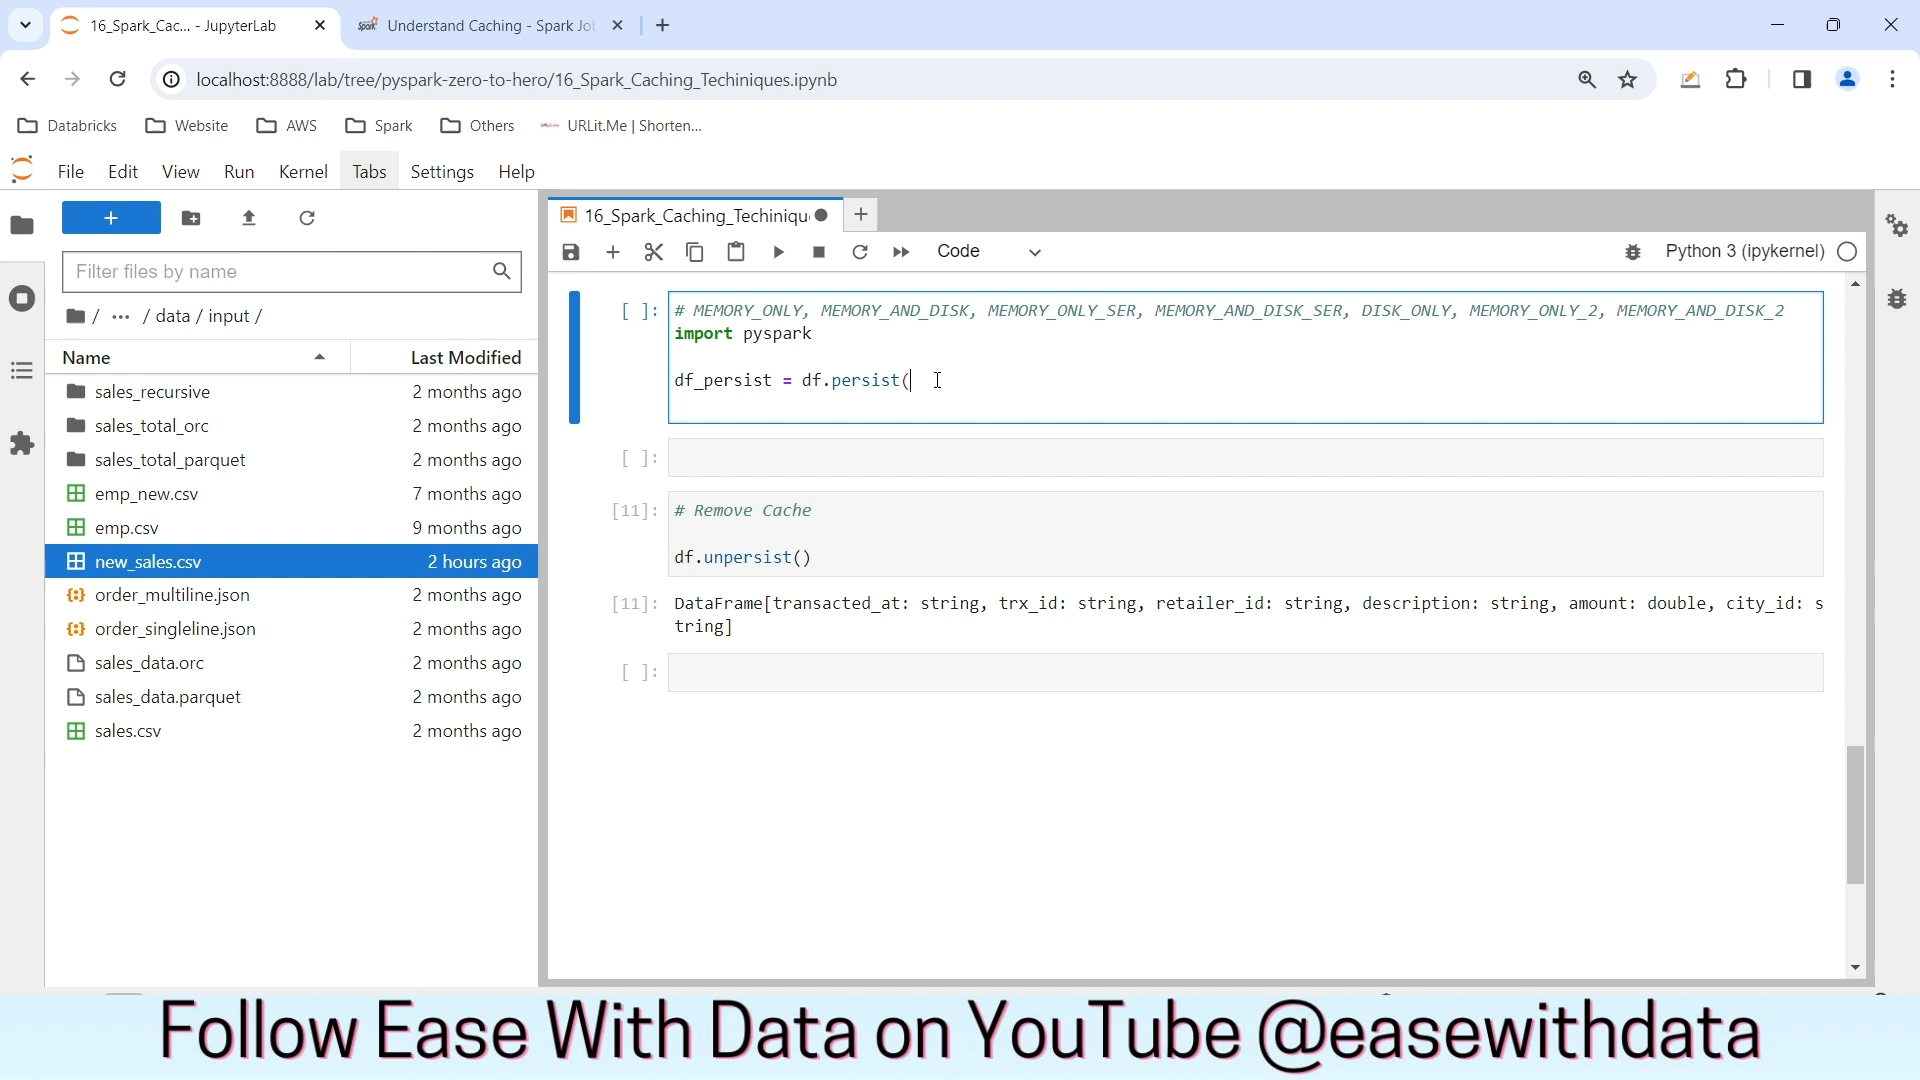 16_Spark_Cac... - JupyterLab
Understand Caching - Spark Jo
localhost:8888/lab/tree/pyspark-zero-to-hero/16_Spark_Caching_Techiniques.ipynb
Databricks
Website
AWS
Spark
Others
URLit.Me | Shorten...
File
Edit
View
Run
Kernel
Tabs
Settings
Help
Filter files by name
/ ... / data / input /
Name
Last Modified
sales_recursive 2 months ago
sales_total_orc 2 months ago
sales_total_parquet 2 months ago
emp_new.csv 7 months ago
emp.csv 9 months ago
new_sales.csv 2 hours ago
order_multiline.json 2 months ago
order_singleline.json 2 months ago
sales_data.orc 2 months ago
sales_data.parquet 2 months ago
sales.csv 2 months ago
16_Spark_Caching_Techiniqu
Code
Python 3 (ipykernel)
[ ]: # MEMORY_ONLY, MEMORY_AND_DISK, MEMORY_ONLY_SER, MEMORY_AND_DISK_SER, DISK_ONLY, MEMORY_ONLY_2, MEMORY_AND_DISK_2
import pyspark
df_persist = df.persist(
[ ]:
[11]: # Remove Cache
df.unpersist()
[11]: DataFrame[transacted_at: string, trx_id: string, retailer_id: string, description: string, amount: double, city_id: s
tring]
[ ]:
Follow Ease With Data on YouTube @easewithdata